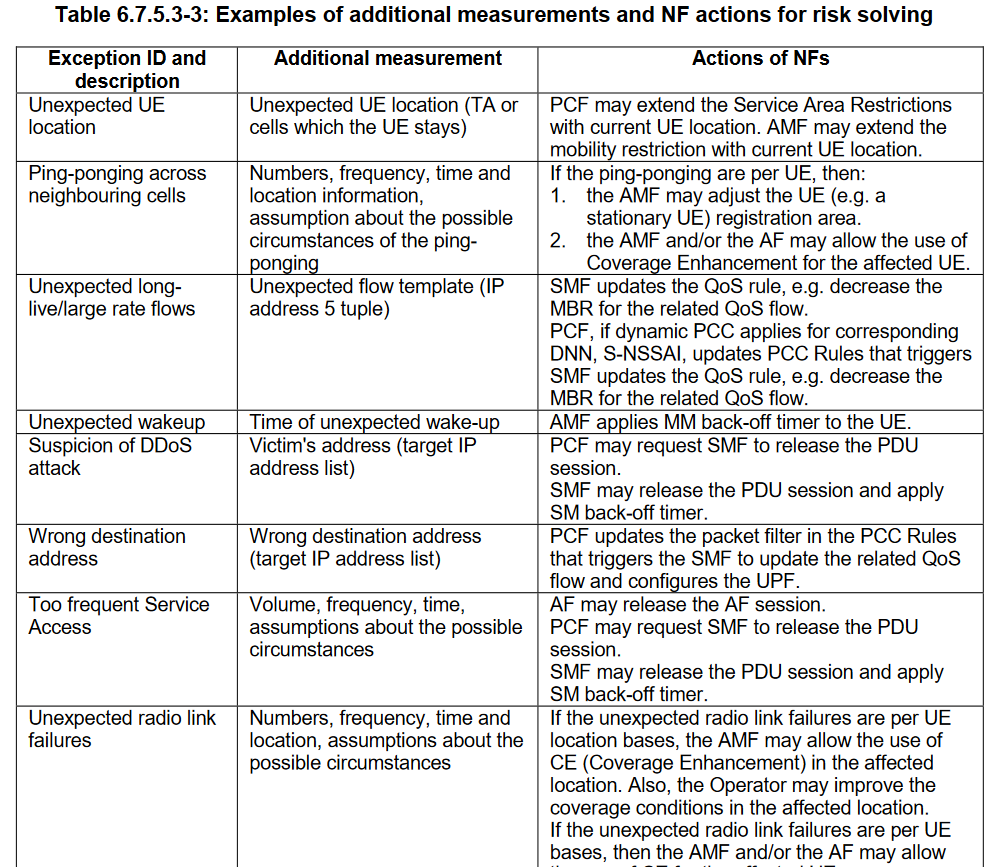 Table 6.7.5.3-3: Examples of additional measurements and NF actions for risk solving
Exception ID and
description
Additional measurement
Actions of NFs
Unexpected UE
location
Unexpected UE location (TA or
cells which the UE stays)
PCF may extend the Service Area Restrictions
with current UE location. AMF may extend the
mobility restriction with current UE location.
Ping-ponging across
neighbouring cells
Numbers, frequency, time and
location information,
assumption about the possible
circumstances of the ping-
ponging
If the ping-ponging are per UE, then:
1. the AMF may adjust the UE (e.g. a
stationary UE) registration area.
2. the AMF and/or the AF may allow the use of
Coverage Enhancement for the affected UE.
Unexpected long-
live/large rate flows
Unexpected flow template (IP
address 5 tuple)
SMF updates the QoS rule, e.g. decrease the
MBR for the related QoS flow.
PCF, if dynamic PCC applies for corresponding
DNN, S-NSSAI, updates PCC Rules that triggers
SMF updates the QoS rule, e.g. decrease the
MBR for the related QoS flow.
Unexpected wakeup
Time of unexpected wake-up
AMF applies MM back-off timer to the UE.
Suspicion of DDoS
attack
Victim's address (target IP
address list)
PCF may request SMF to release the PDU
session.
SMF may release the PDU session and apply
SM back-off timer.
Wrong destination
address
Wrong destination address
(target IP address list)
PCF updates the packet filter in the PCC Rules
that triggers the SMF to update the related QoS
flow and configures the UPF.
Too frequent Service
Access
Volume, frequency, time,
assumptions about the possible
circumstances
AF may release the AF session.
PCF may request SMF to release the PDU
session.
SMF may release the PDU session and apply
SM back-off timer.
Unexpected radio link
failures
Numbers, frequency, time and
location, assumptions about the
possible circumstances
If the unexpected radio link failures are per UE
location bases, the AMF may allow the use of
CE (Coverage Enhancement) in the affected
location. Also, the Operator may improve the
coverage conditions in the affected location.
If the unexpected radio link failures are per UE
bases, then the AMF and/or the AF may allow